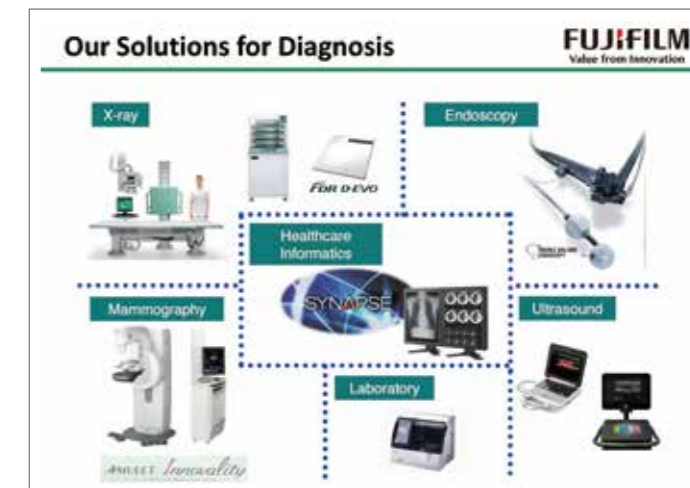 Our Solutions for Diagnosis
FUJIFILM
Value from Innovation
X-ray
Endoscopy
FDR D-EVO
Healthcare
Informatics
SYNAPSE
Mammography
Ultrasound
Laboratory
AMULET Innovality